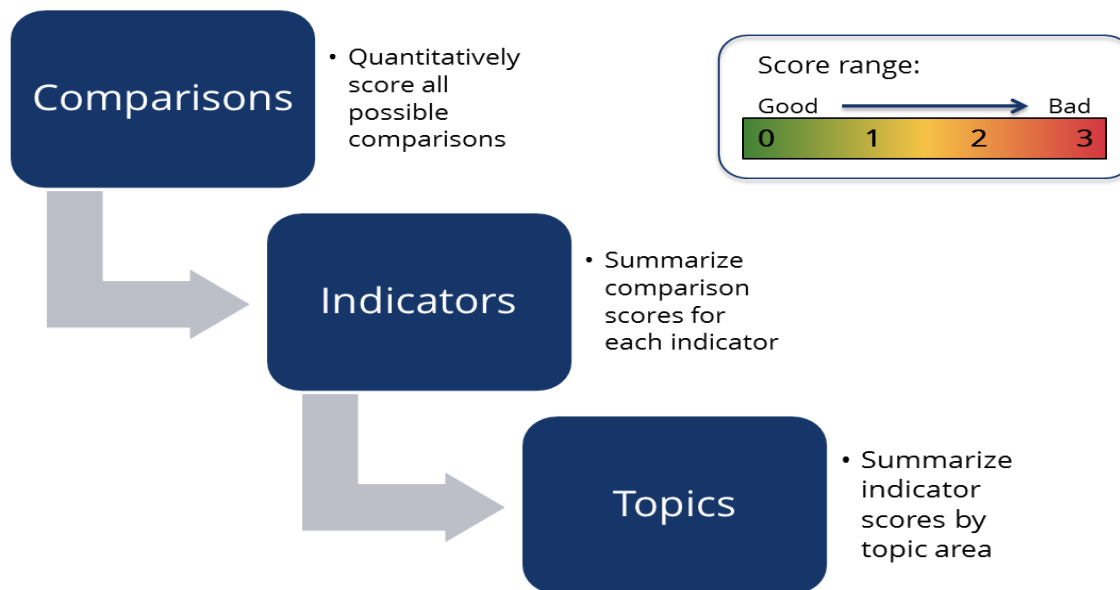 Comparisons
• Quantitatively
score all
possible
comparisons
Score range:
Good Bad
0 1 2 3
Indicators
• Summarize
comparison
scores for
each indicator
Topics
• Summarize
indicator
scores by
topic area